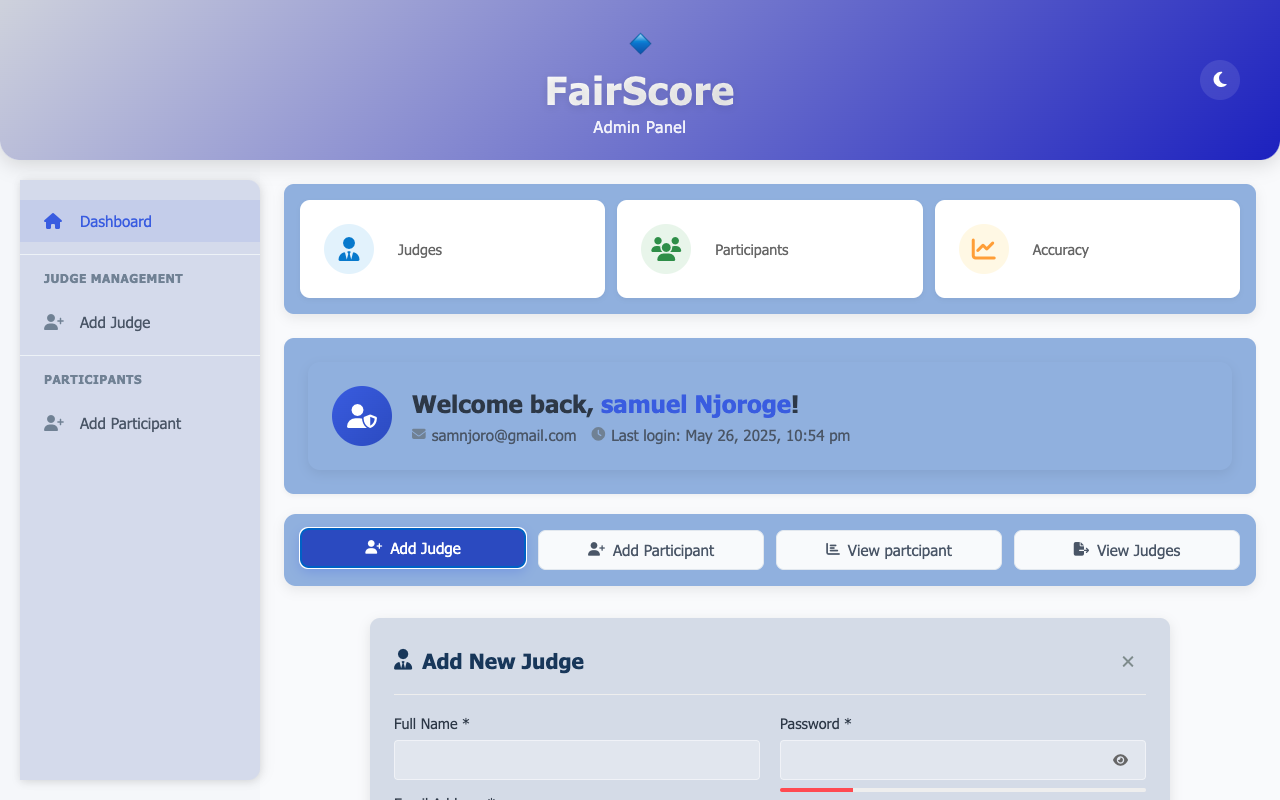 FairScore
Admin Panel
Dashboard
JUDGE MANAGEMENT
Add Judge
PARTICIPANTS
Add Participant
Judges
Participants
Accuracy
Welcome back, samuel Njoroge!
samnjoro@gmail.com Last login: May 26, 2025, 10:54 pm
Add Judge
Add Participant
View partcipant
View Judges
Add New Judge
Full Name *
Password *